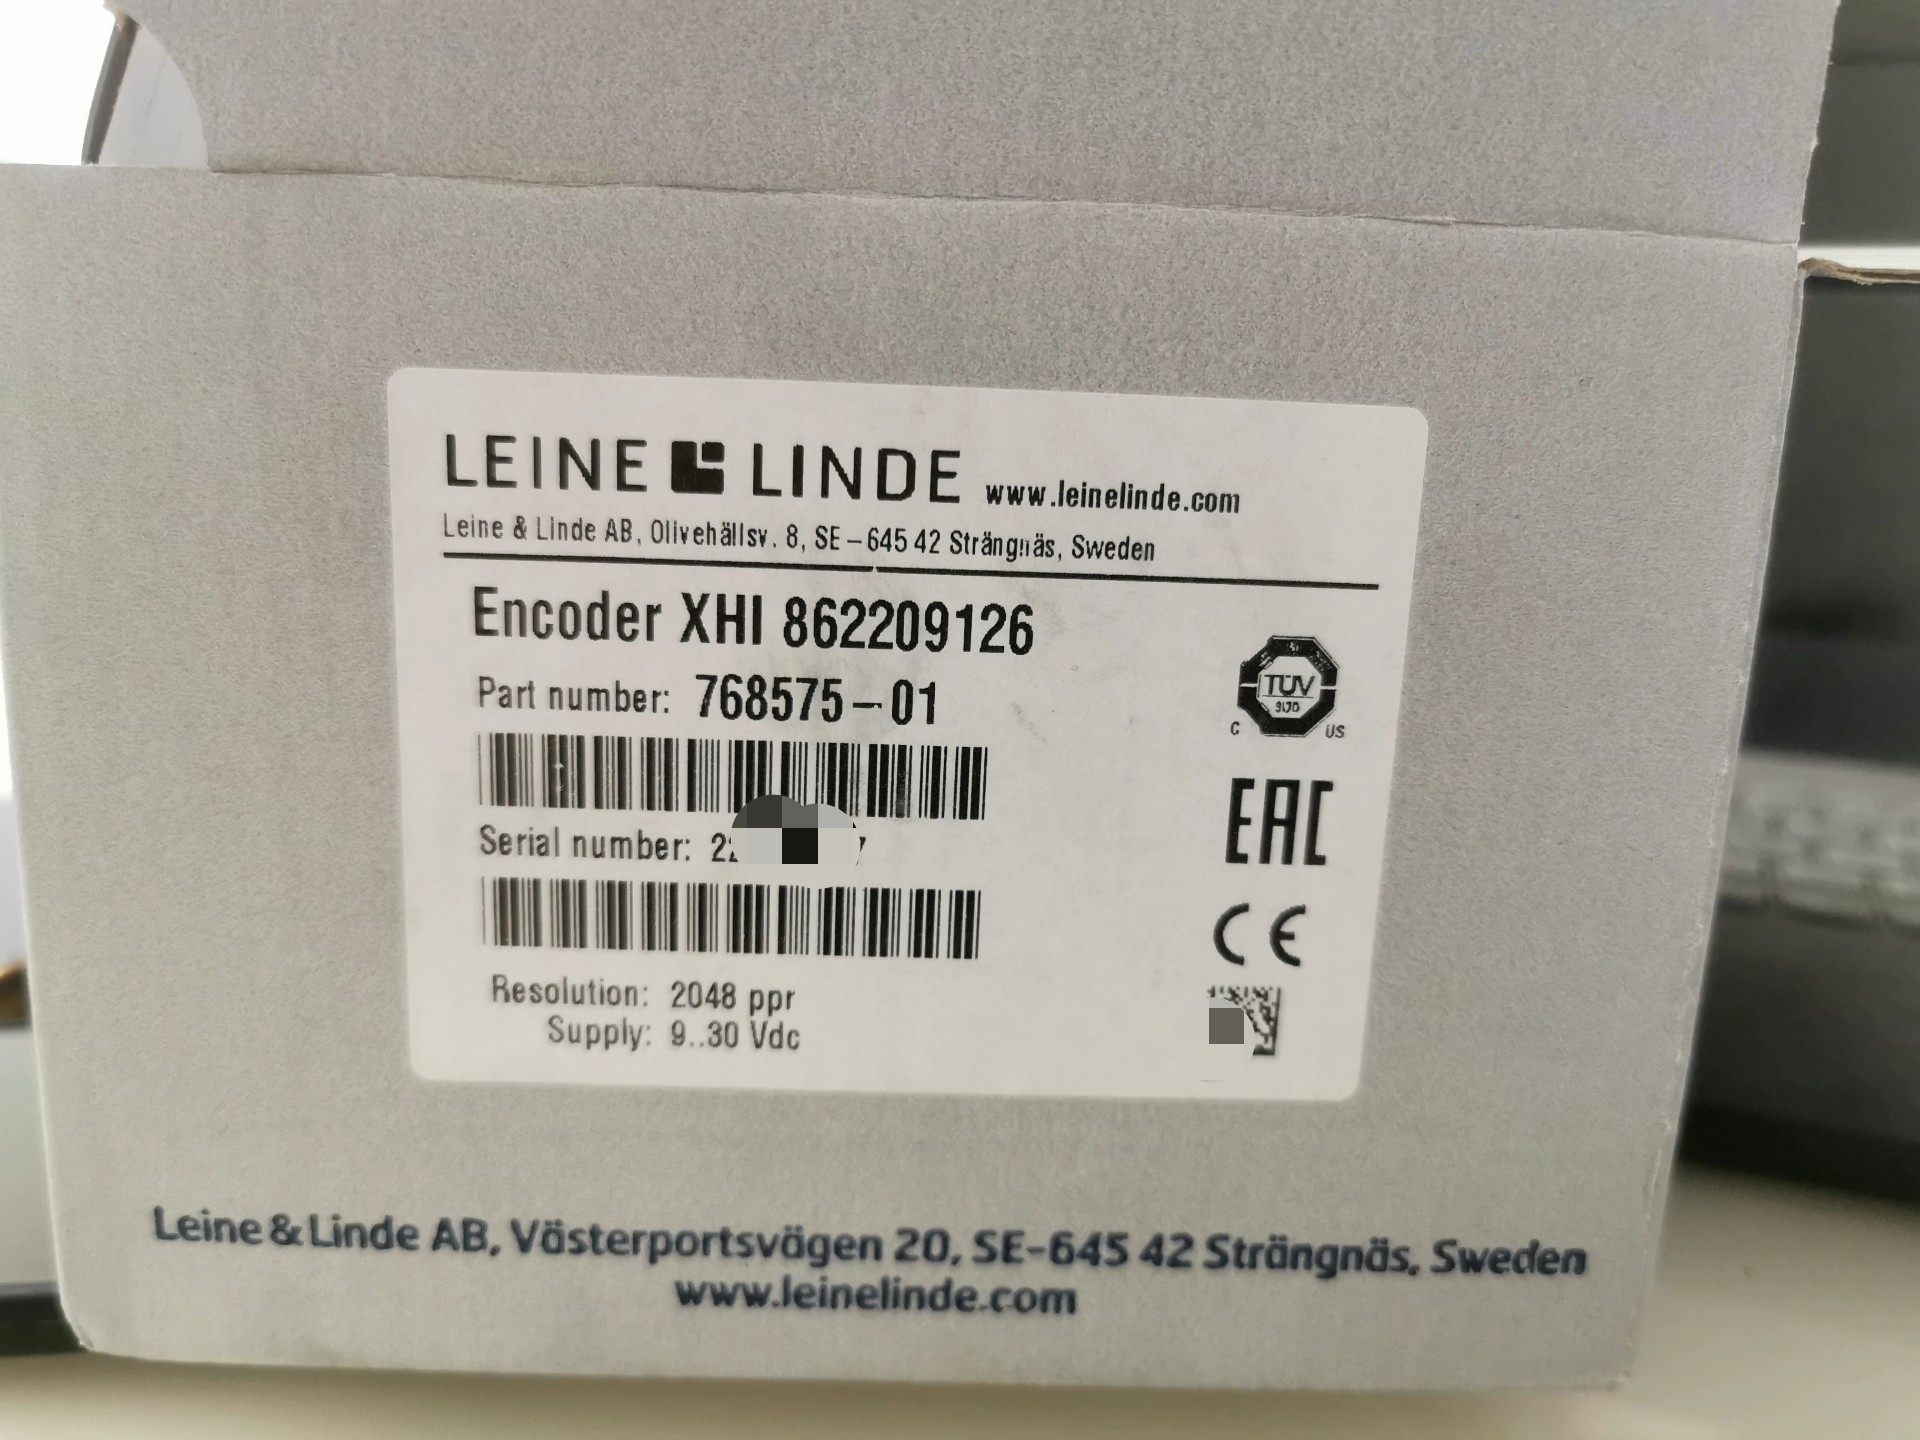 LEINE LINDE www.leinelinde.com
Leine & Linde AB, Olivehällsv. 8, SE-645 42 Strängnäs, Sweden
Encoder XHI 862209126
Part number: 768575-01
Serial number:
Resolution: 2048 ppr
Supply: 9..30 Vdc
TÜV
C US
EAC
CE
Leine & Linde AB, Västerportsvägen 20, SE-645 42 Strängnäs, Sweden
www.leinelinde.com